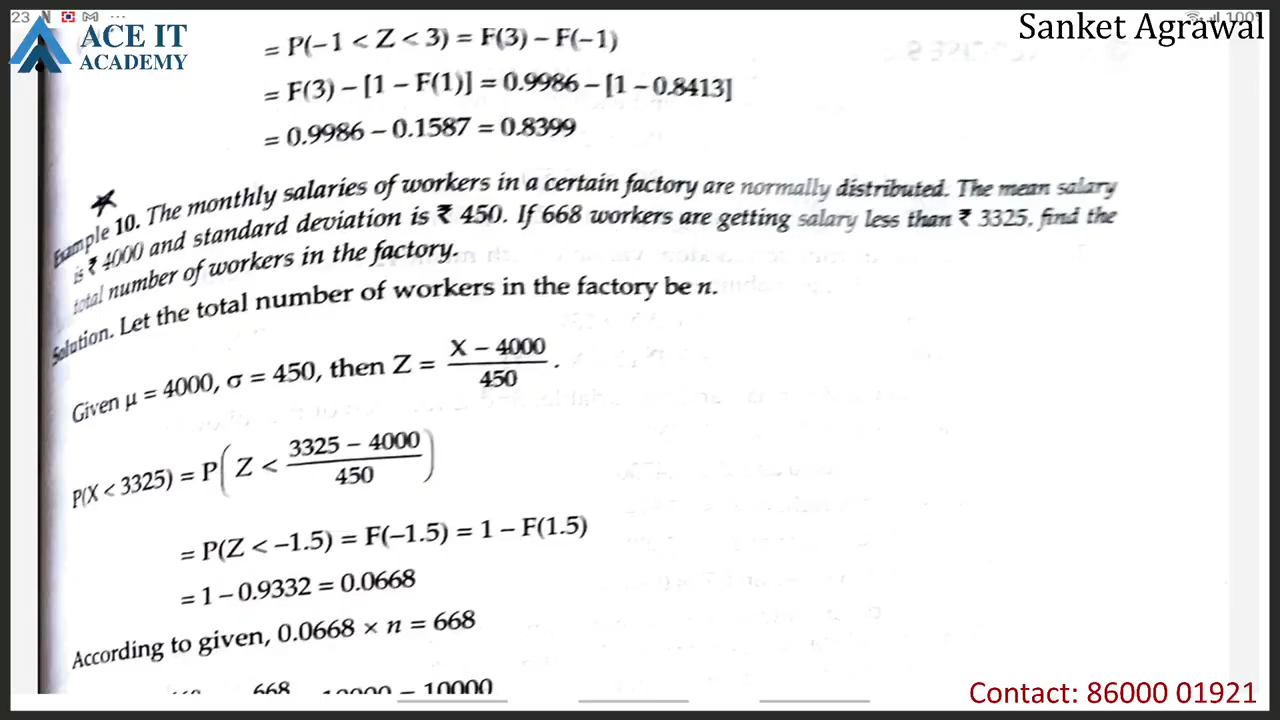 23 N M ... 100%
ACE IT
ACADEMY
Sanket Agrawal
= P(−1 < Z < 3) = F(3) − F(−1)
= F(3) − [1 − F(1)] = 0.9986 − [1 − 0.8413]
= 0.9986 − 0.1587 = 0.8399
Example 10. The monthly salaries of workers in a certain factory are normally distributed. The mean salary
is ₹ 4000 and standard deviation is ₹ 450. If 668 workers are getting salary less than ₹ 3325, find the
total number of workers in the factory.
Solution. Let the total number of workers in the factory be n.
Given μ = 4000, σ = 450, then Z = (X − 4000)/450.
P(X < 3325) = P(Z < (3325 − 4000)/450)
= P(Z < −1.5) = F(−1.5) = 1 − F(1.5)
= 1 − 0.9332 = 0.0668
According to given, 0.0668 × n = 668
668 10000 − 10000
Contact: 86000 01921